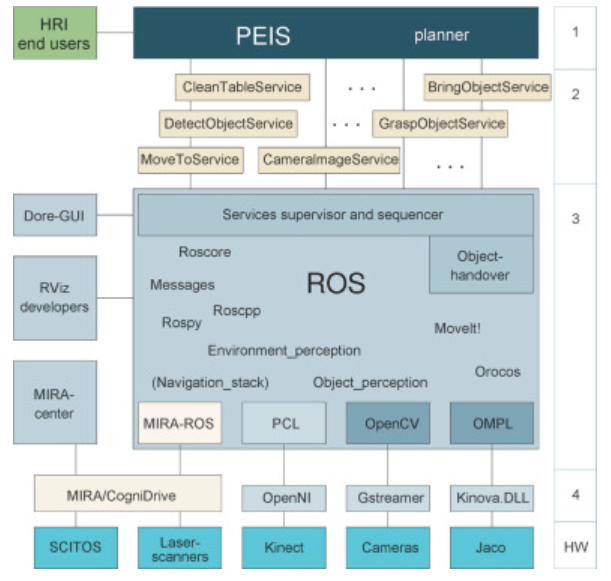 HRI
end users
PEIS
planner
1
CleanTableService
. . .
BringObjectService
2
DetectObjectService
. . .
GraspObjectService
MoveToService
CameraImageService
. . .
Dore-GUI
Services supervisor and sequencer
3
Roscore
Object-
handover
RViz
developers
Messages
ROS
Roscpp
Rospy
MoveIt!
Environment_perception
Orocos
(Navigation_stack)
Object_perception
MIRA-
center
MIRA-ROS
PCL
OpenCV
OMPL
MIRA/CogniDrive
OpenNI
Gstreamer
Kinova.DLL
4
SCITOS
Laser-
scanners
Kinect
Cameras
Jaco
HW